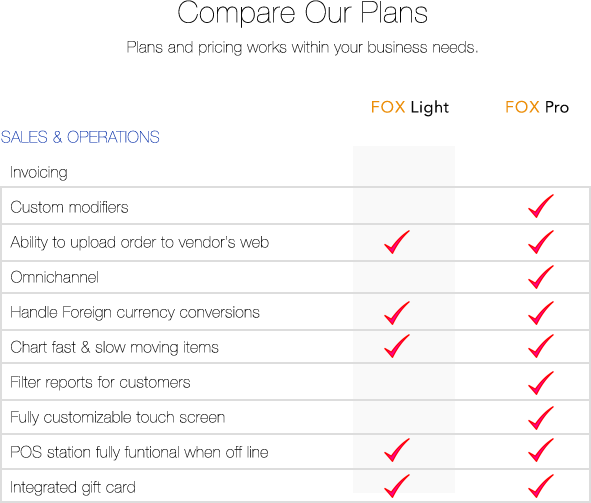 Compare Our Plans
Plans and pricing works within your business needs.
FOX Light FOX Pro
SALES & OPERATIONS
Invoicing
Custom modifiers
Ability to upload order to vendor's web
Omnichannel
Handle Foreign currency conversions
Chart fast & slow moving items
Filter reports for customers
Fully customizable touch screen
POS station fully funtional when off line
Integrated gift card